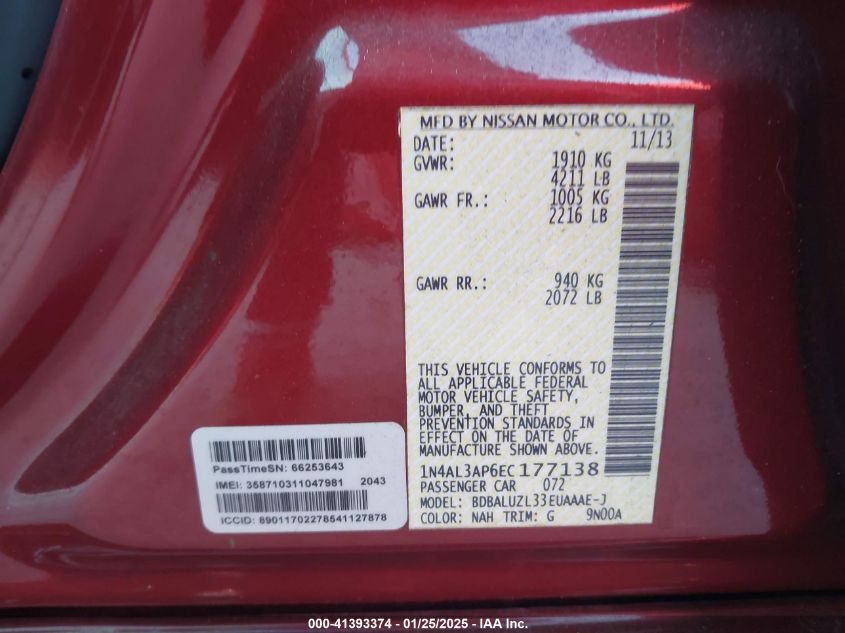 MFD BY NISSAN MOTOR CO., LTD.
DATE: 11/13
GVWR: 1910 KG
4211 LB
GAWR FR.: 1005 KG
2216 LB
GAWR RR.: 940 KG
2072 LB
THIS VEHICLE CONFORMS TO
ALL APPLICABLE FEDERAL
MOTOR VEHICLE SAFETY,
BUMPER, AND THEFT
PREVENTION STANDARDS IN
EFFECT ON THE DATE OF
MANUFACTURE SHOWN ABOVE.
1N4AL3AP6EC177138
PASSENGER CAR 072
MODEL: BDBALUZL33EUAAAE-J
COLOR: NAH TRIM: G 9N00A
PassTimeSN: 66253643
IMEI: 358710311047981 2043
ICCID: 89011702278541127878
000-41393374 - 01/25/2025 - IAA Inc.